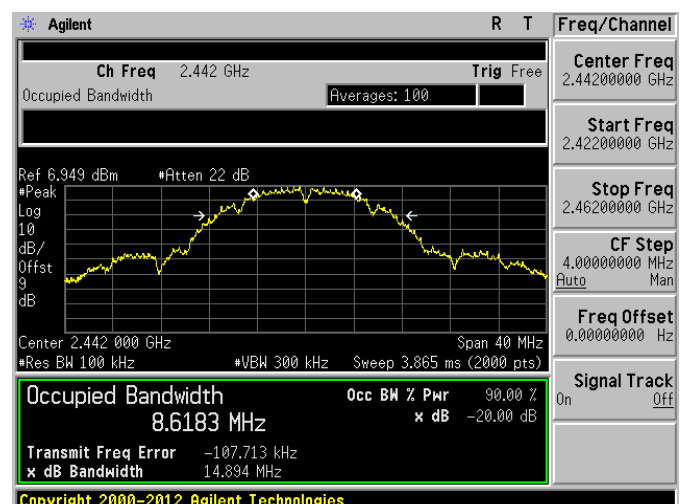 Agilent R T Freq/Channel
Ch Freq 2.442 GHz Trig Free
Occupied Bandwidth Averages: 100
Center Freq
2.44200000 GHz
Start Freq
2.42200000 GHz
Stop Freq
2.46200000 GHz
CF Step
4.00000000 MHz
Auto Man
Freq Offset
0.00000000 Hz
Signal Track
On Off
Ref 6.949 dBm #Atten 22 dB
#Peak
Log
10
dB/
Offst
9
dB
Center 2.442 000 GHz Span 40 MHz
#Res BW 100 kHz #VBW 300 kHz Sweep 3.865 ms (2000 pts)
Occupied Bandwidth Occ BW % Pwr 90.00 %
8.6183 MHz x dB -20.00 dB
Transmit Freq Error -107.713 kHz
x dB Bandwidth 14.894 MHz
Copyright 2000-2012 Agilent Technologies